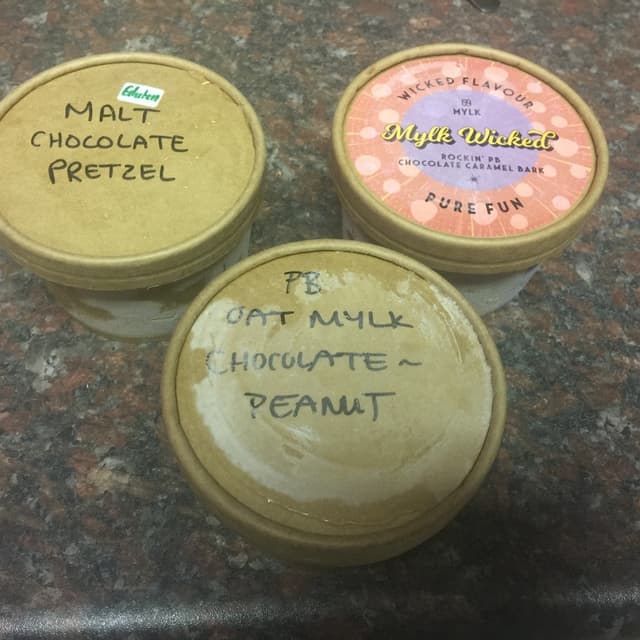 Gluten
MALT
CHOCOLATE
PRETZEL
WICKED FLAVOUR
MYLK
Mylk Wicked
ROCKIN' PB
CHOCOLATE CARAMEL BARK
PURE FUN
PB
OAT MYLK
CHOCOLATE~
PEANUT